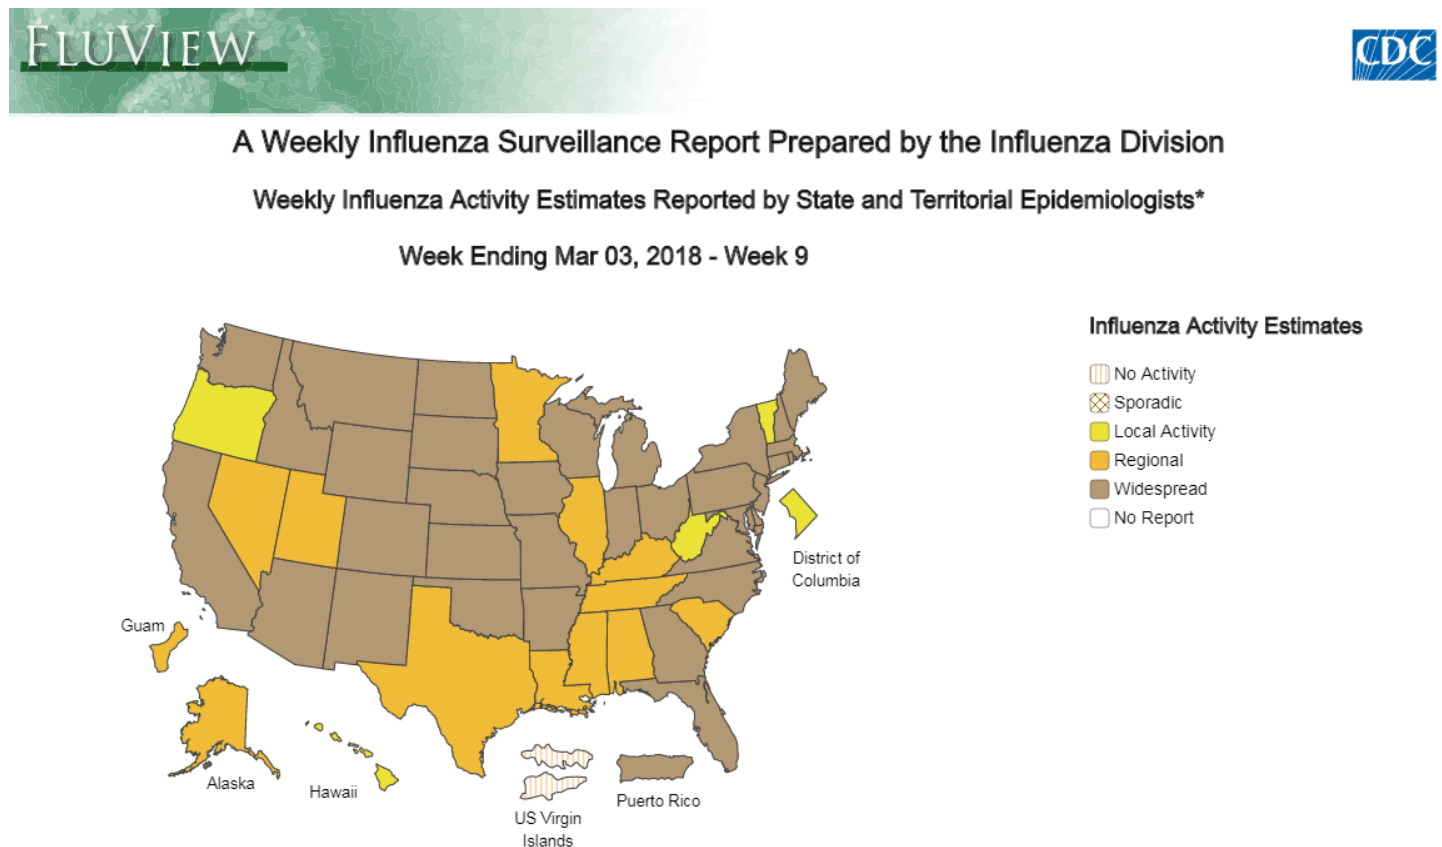 FLUVIEW
CDC
A Weekly Influenza Surveillance Report Prepared by the Influenza Division
Weekly Influenza Activity Estimates Reported by State and Territorial Epidemiologists*
Week Ending Mar 03, 2018 - Week 9
Influenza Activity Estimates
No Activity
Sporadic
Local Activity
Regional
Widespread
No Report
District of
Columbia
Guam
Alaska
Hawaii
US Virgin
Islands
Puerto Rico